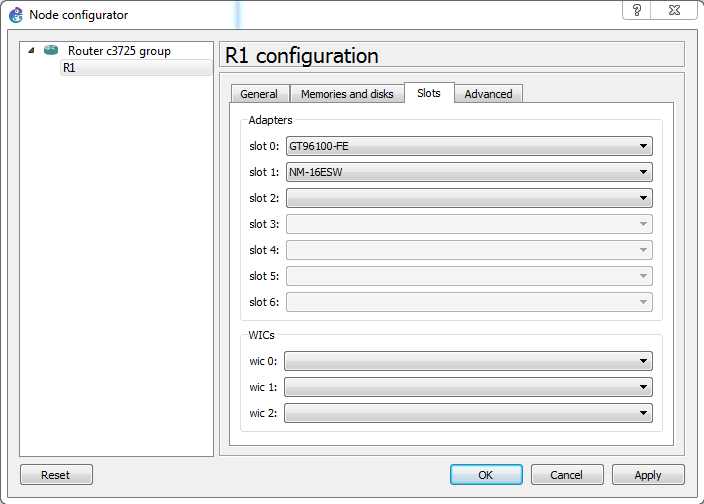 Node configurator
?
Router c3725 group
R1
R1 configuration
General Memories and disks Slots Advanced
Adapters
slot 0: GT96100-FE
slot 1: NM-16ESW
slot 2:
slot 3:
slot 4:
slot 5:
slot 6:
WICs
wic 0:
wic 1:
wic 2:
Reset OK Cancel Apply